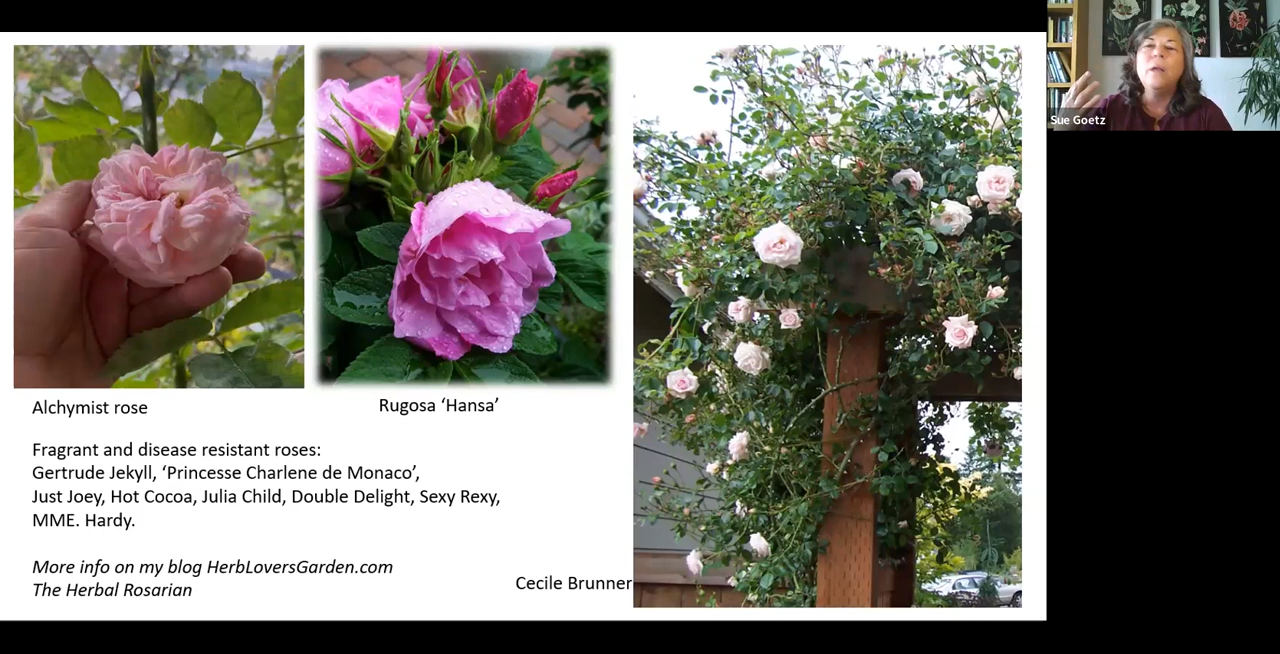 Sue Goetz
Alchymist rose
Rugosa ‘Hansa’
Fragrant and disease resistant roses:
Gertrude Jekyll, ‘Princesse Charlene de Monaco’,
Just Joey, Hot Cocoa, Julia Child, Double Delight, Sexy Rexy,
MME. Hardy.
More info on my blog HerbLoversGarden.com
The Herbal Rosarian
Cecile Brunner